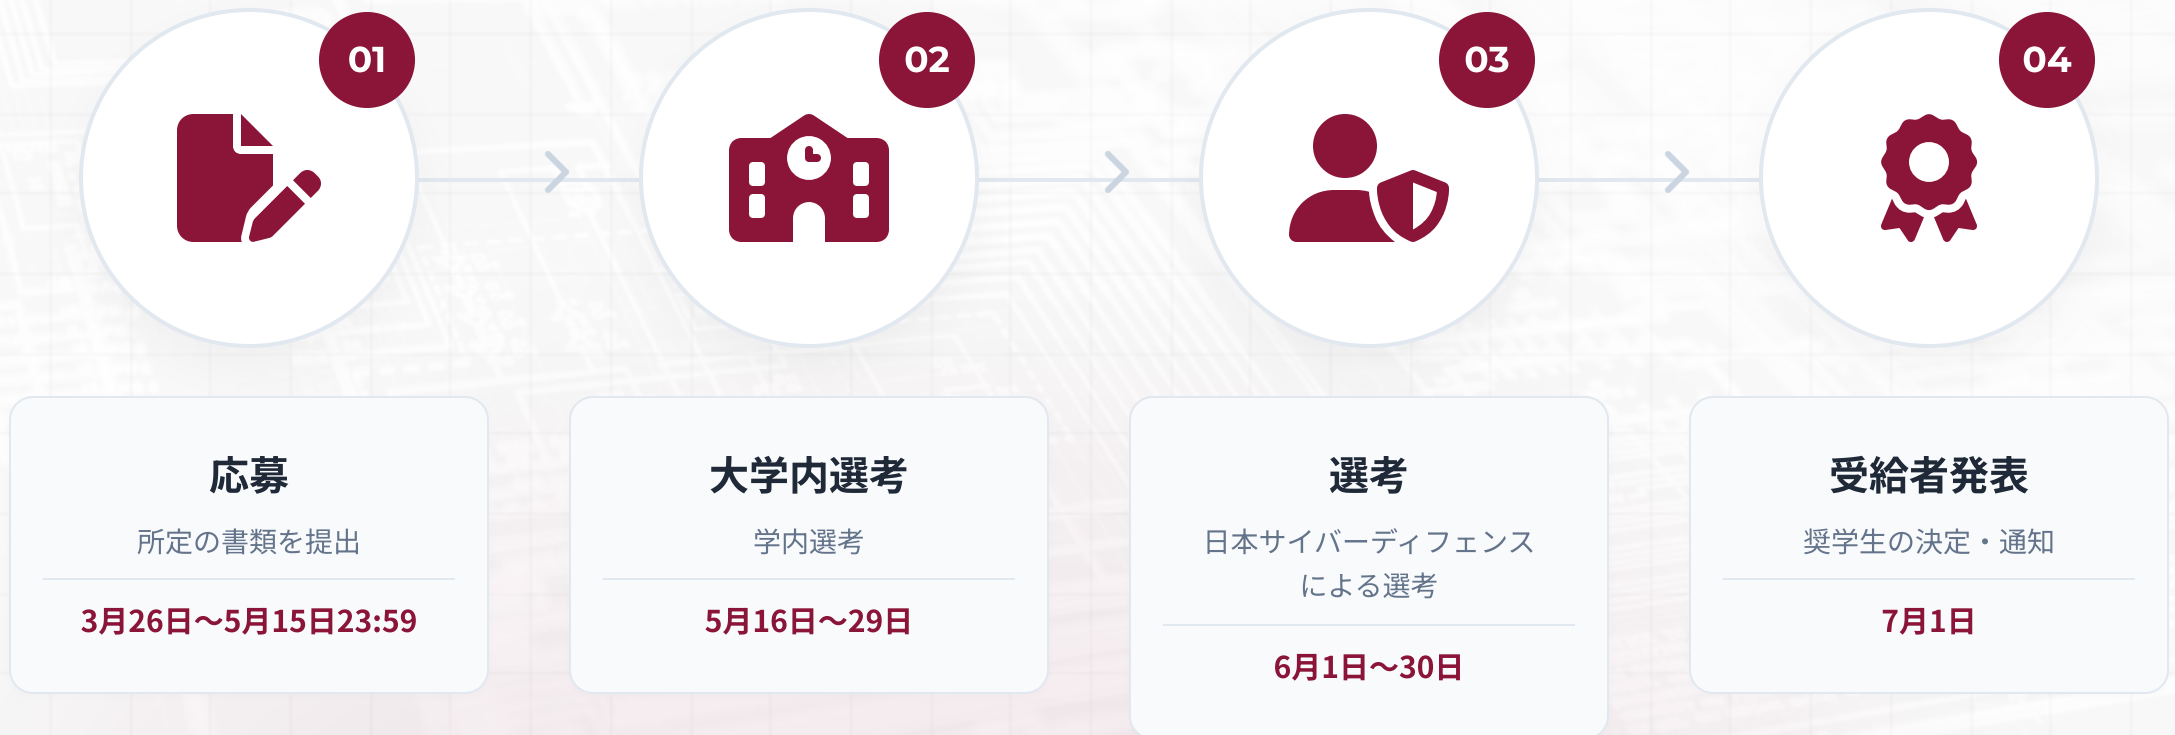 01
02
03
04
応募
所定の書類を提出
3月26日〜5月15日23:59
大学内選考
学内選考
5月16日〜29日
選考
日本サイバーディフェンス
による選考
6月1日〜30日
受給者発表
奨学生の決定・通知
7月1日